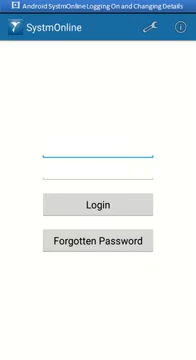 Android SystmOnline Logging On and Changing Details
SystmOnline
Login
Forgotten Password